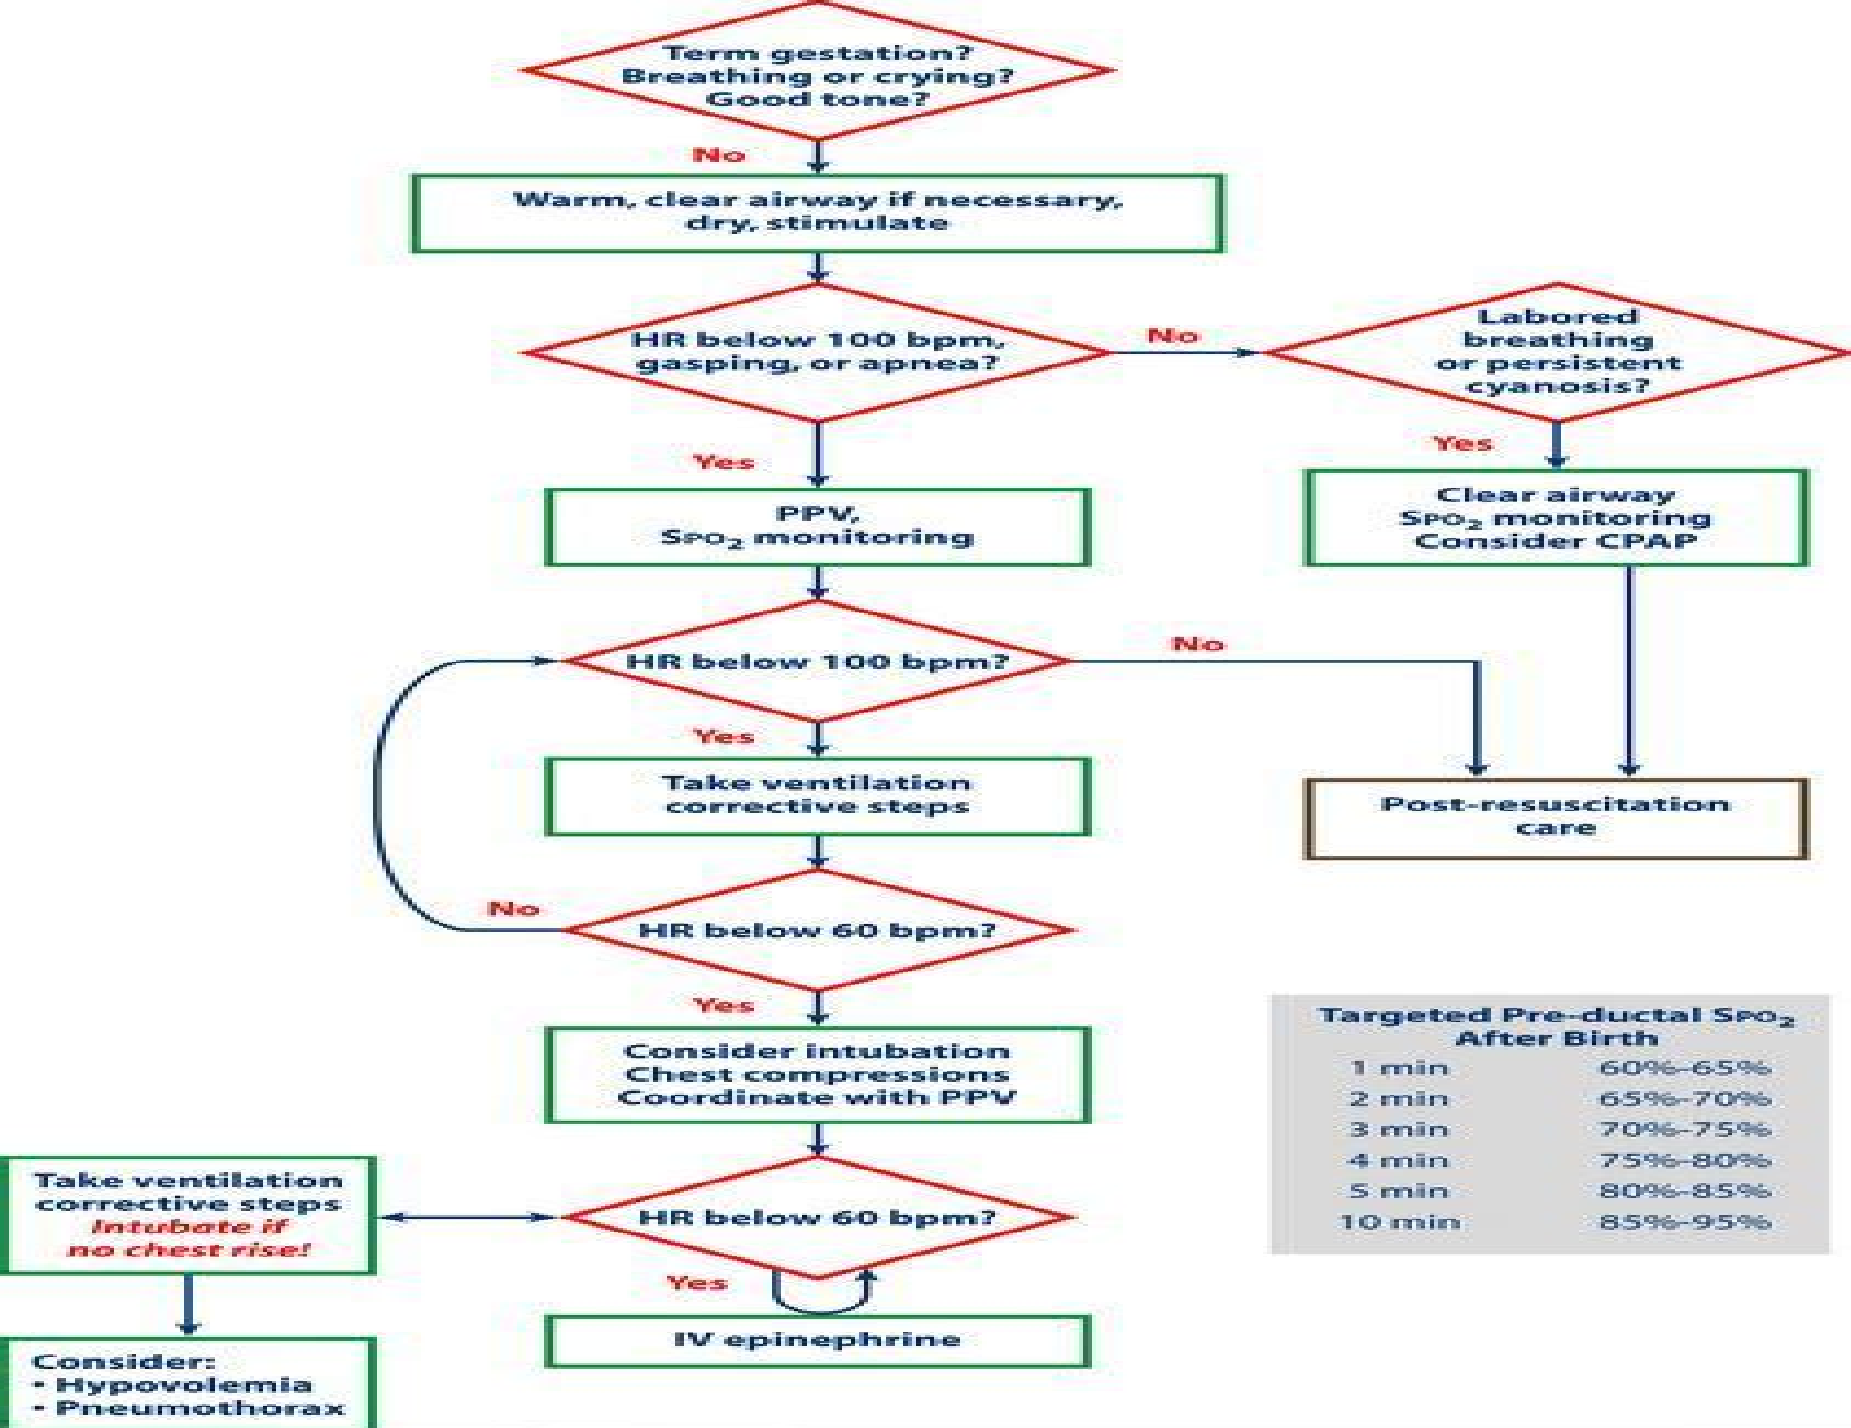 Term gestation?
Breathing or crying?
Good tone?
No
Warm, clear airway if necessary,
dry, stimulate
HR below 100 bpm,
gasping, or apnea?
No
Labored
breathing
or persistent
cyanosis?
Yes
Yes
PPV,
SPO2 monitoring
Clear airway
SPO2 monitoring
Consider CPAP
HR below 100 bpm?
No
Yes
Take ventilation
corrective steps
Post-resuscitation
care
HR below 60 bpm?
No
Yes
Consider intubation
Chest compressions
Coordinate with PPV
Targeted Pre-ductal SPO2
After Birth
1 min 60%-65%
2 min 65%-70%
3 min 70%-75%
4 min 75%-80%
5 min 80%-85%
10 min 85%-95%
Take ventilation
corrective steps
Intubate if
no chest rise!
HR below 60 bpm?
Yes
IV epinephrine
Consider:
• Hypovolemia
• Pneumothorax